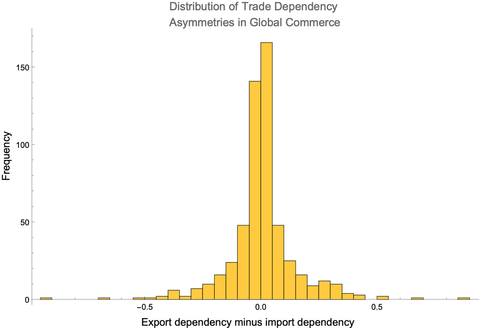 Distribution of Trade Dependency
Asymmetries in Global Commerce
Frequency
150
100
50
0
−0.5
0.0
0.5
Export dependency minus import dependency